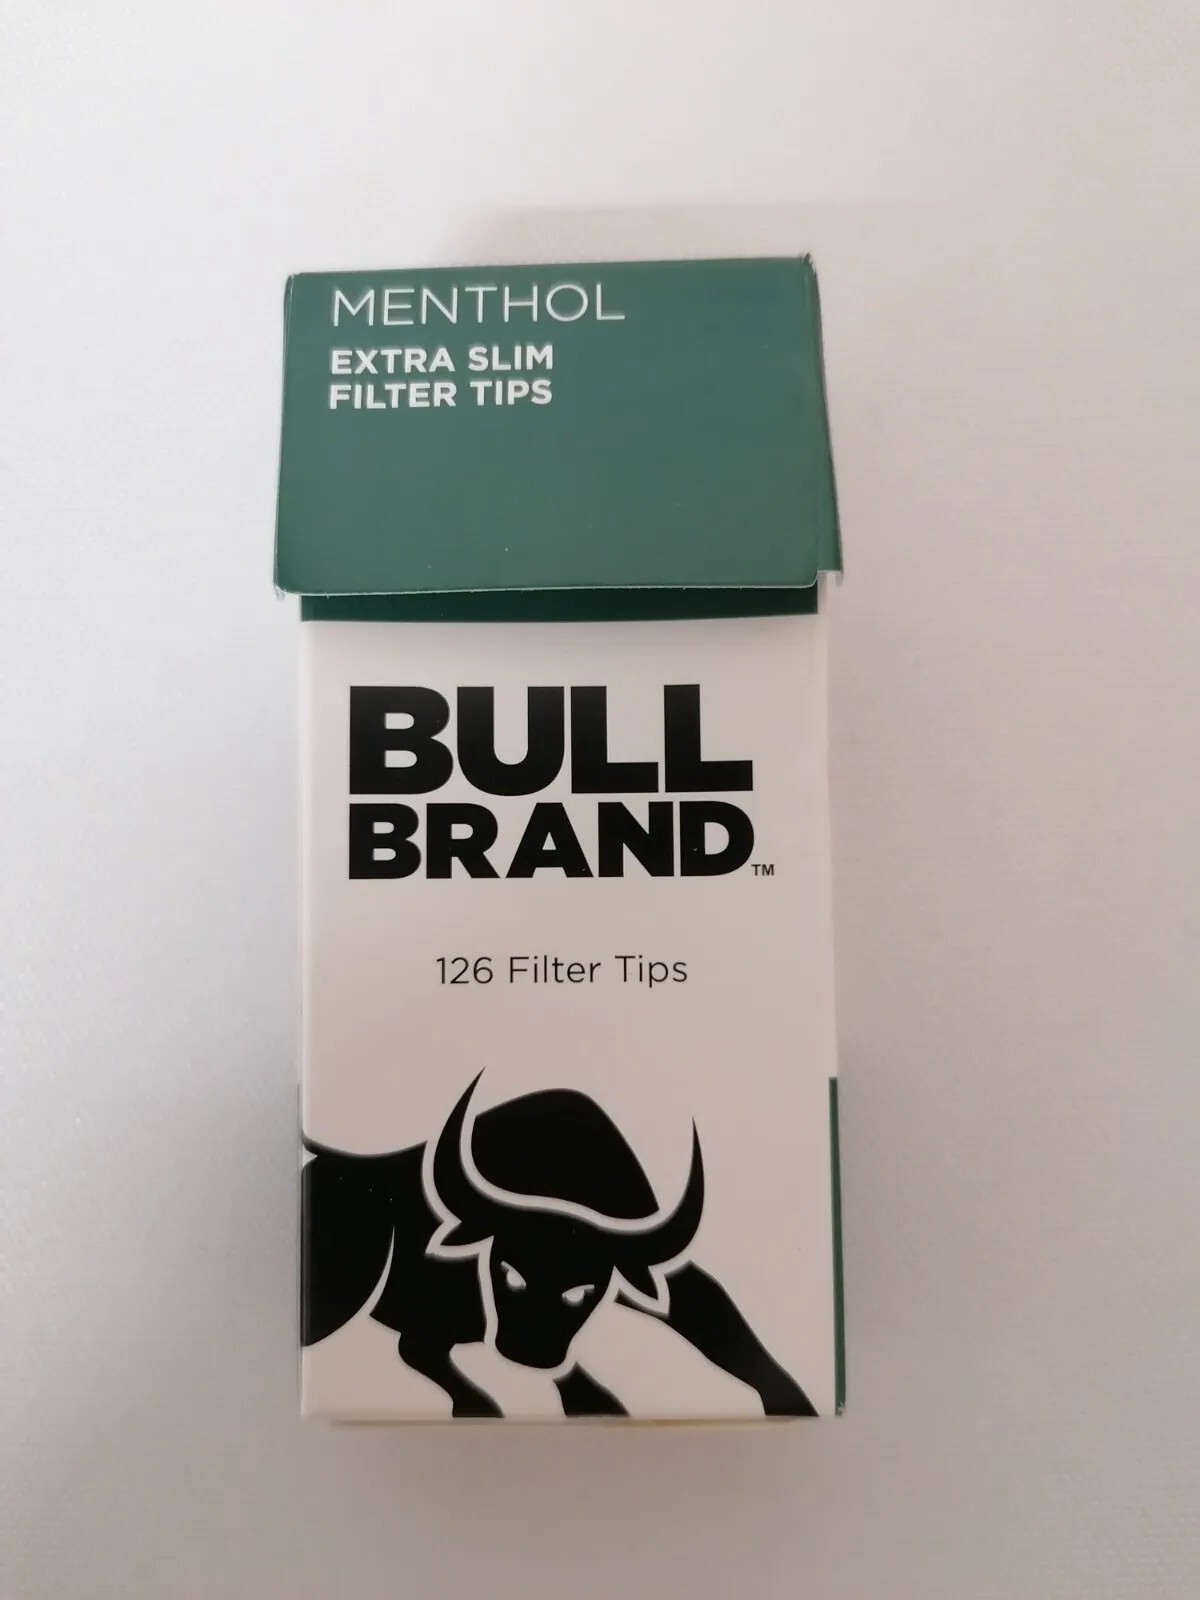 MENTHOL
EXTRA SLIM
FILTER TIPS
BULL
BRAND™
126 Filter Tips